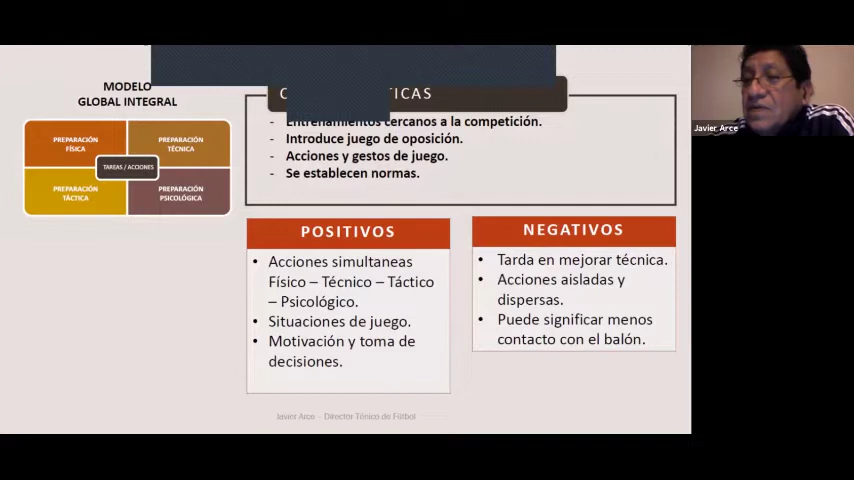 MODELO
GLOBAL INTEGRAL
PREPARACIÓN
FÍSICA
PREPARACIÓN
TÉCNICA
TAREAS / ACCIONES
PREPARACIÓN
TÁCTICA
PREPARACIÓN
PSICOLÓGICA
- Entrenamientos cercanos a la competición.
- Introduce juego de oposición.
- Acciones y gestos de juego.
- Se establecen normas.
POSITIVOS
• Acciones simultaneas
Físico – Técnico – Táctico
– Psicológico.
• Situaciones de juego.
• Motivación y toma de
decisiones.
NEGATIVOS
• Tarda en mejorar técnica.
• Acciones aisladas y
dispersas.
• Puede significar menos
contacto con el balón.
Javier Arce - Director Ténico de Fútbol
Javier Arce